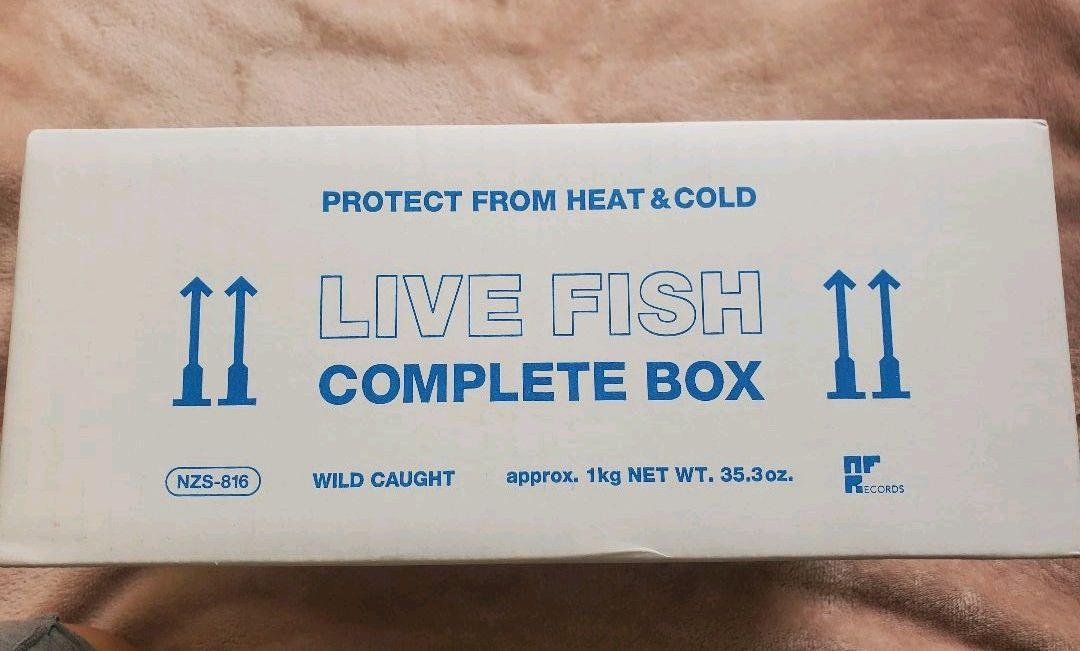 PROTECT FROM HEAT & COLD
LIVE FISH
COMPLETE BOX
NZS-816 WILD CAUGHT approx. 1kg NET WT. 35.3oz. NF RECORDS